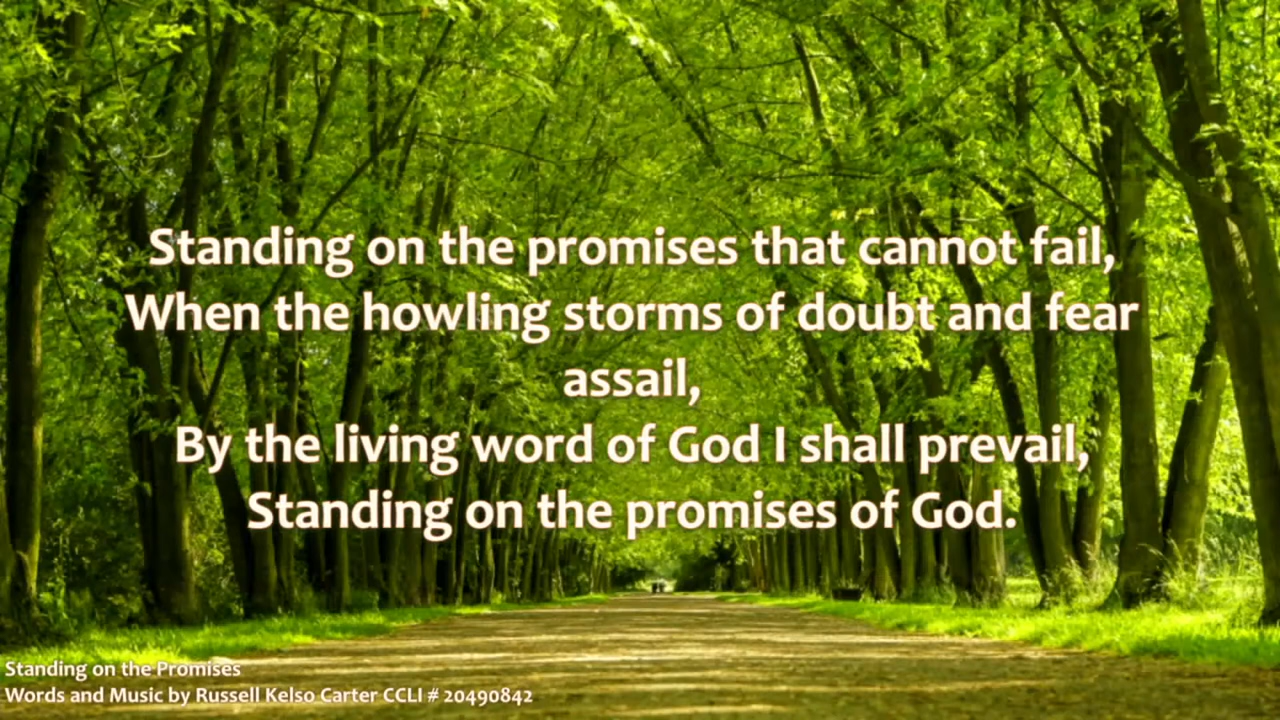 Standing on the promises that cannot fail,
When the howling storms of doubt and fear
assail,
By the living word of God I shall prevail,
Standing on the promises of God.
Standing on the Promises
Words and Music by Russell Kelso Carter CCLI # 20490842